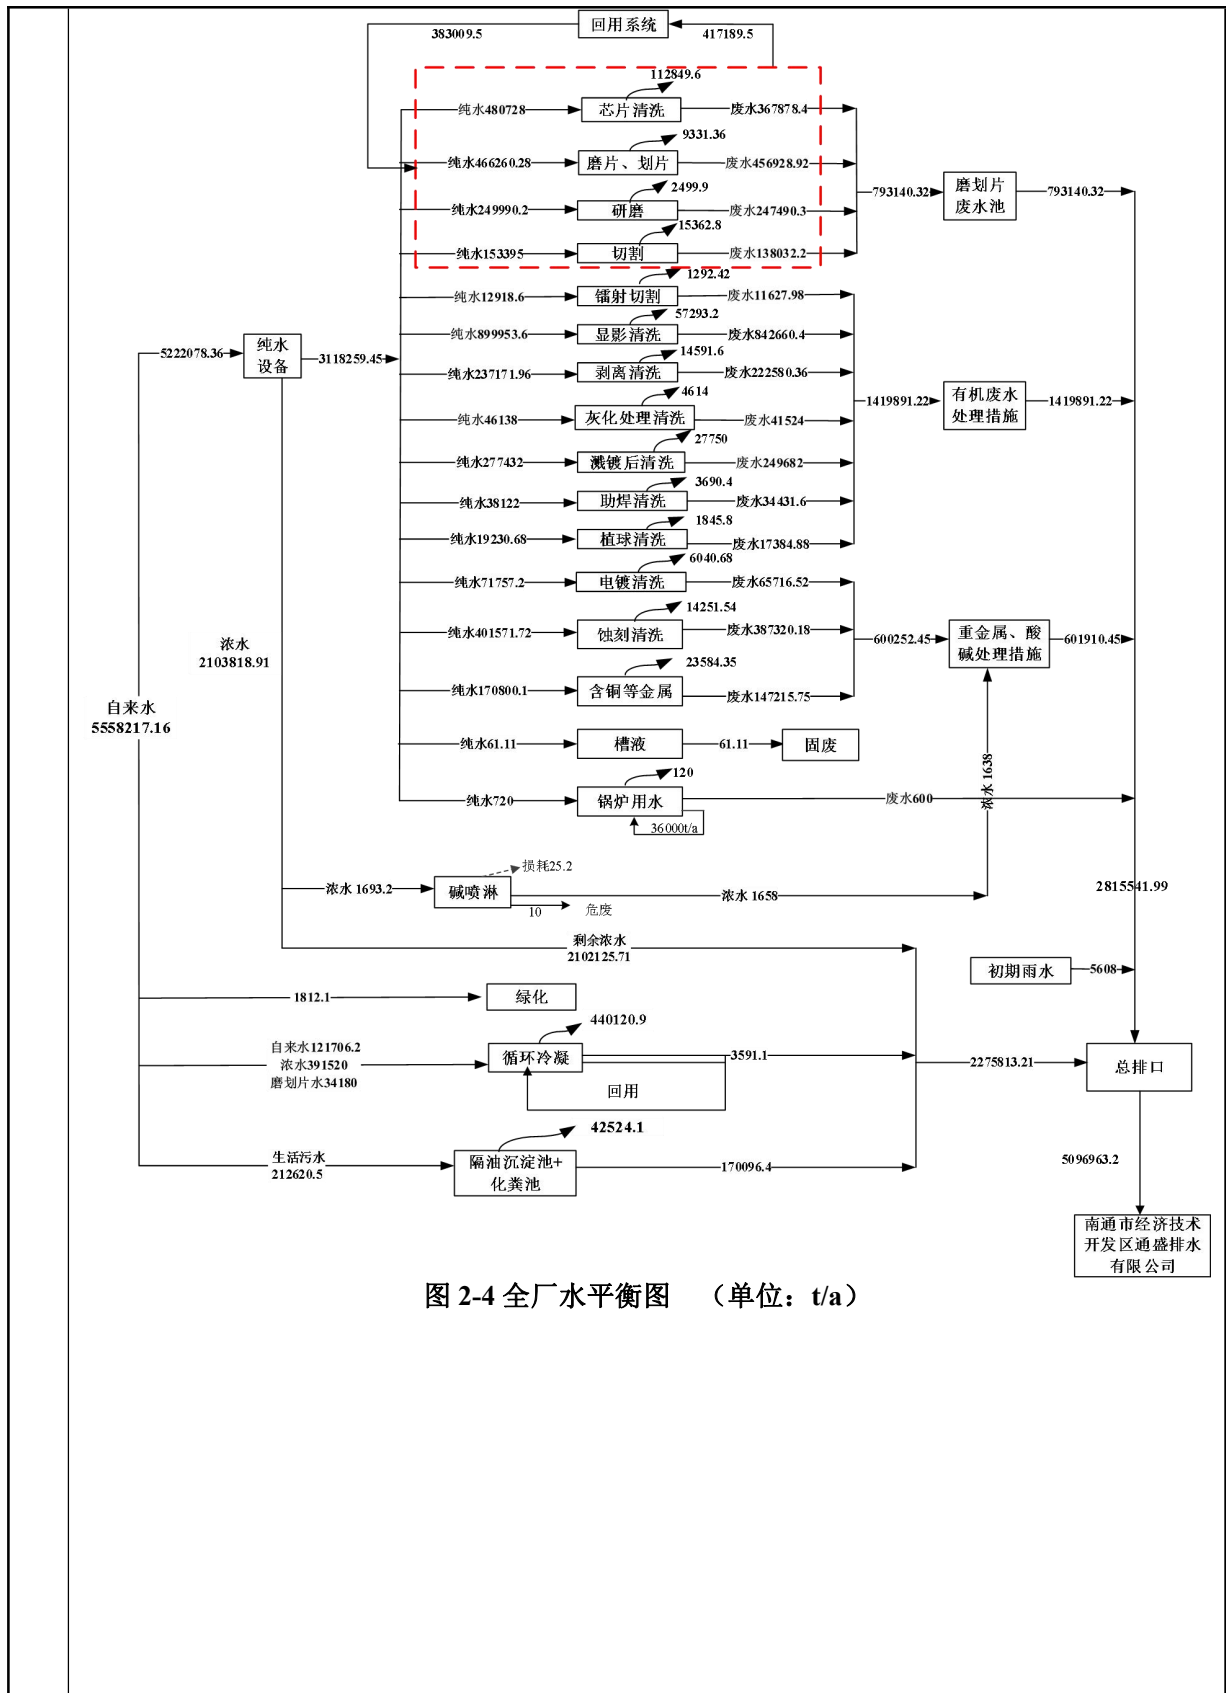 回用系统
383009.5
417189.5
112849.6
纯水480728
芯片清洗
废水367878.4
9331.36
纯水466260.28
磨片、划片
废水456928.92
2499.9
纯水249990.2
研磨
废水247490.3
15362.8
纯水153395
切割
废水138032.2
793140.32
磨划片
废水池
793140.32
1292.42
纯水12918.6
镭射切割
废水11627.98
57293.2
纯水899953.6
显影清洗
废水842660.4
5222078.36
纯水
设备
3118259.45
14591.6
纯水237171.96
剥离清洗
废水222580.36
4614
纯水46138
灰化处理清洗
废水41524
1419891.22
有机废水
处理措施
1419891.22
27750
纯水277432
溅镀后清洗
废水249682
3690.4
纯水38122
助焊清洗
废水34431.6
1845.8
纯水19230.68
植球清洗
废水17384.88
6040.68
纯水71757.2
电镀清洗
废水65716.52
14251.54
纯水401571.72
蚀刻清洗
废水387320.18
600252.45
重金属、酸
碱处理措施
601910.45
浓水
2103818.91
23584.35
纯水170800.1
含铜等金属
废水147215.75
自来水
5558217.16
纯水61.11
槽液
61.11
固废
浓水 1638
120
纯水720
锅炉用水
废水600
36000t/a
损耗25.2
浓水 1693.2
碱喷淋
浓水 1658
10
危废
2815541.99
剩余浓水
2102125.71
初期雨水
5608
1812.1
绿化
440120.9
自来水121706.2
浓水391520
磨划片水34180
循环冷凝
3591.1
回用
2275813.21
总排口
42524.1
生活污水
212620.5
隔油沉淀池+
化粪池
170096.4
5096963.2
南通市经济技术
开发区通盛排水
有限公司
图 2-4 全厂水平衡图 （单位：t/a）